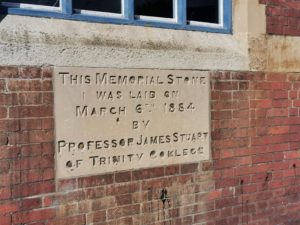 THIS MEMORIAL STONE
WAS LAID ON
MARCH 6TH 1884
BY
PROFESSOR JAMES STUART
OF TRINITY COLLEGE